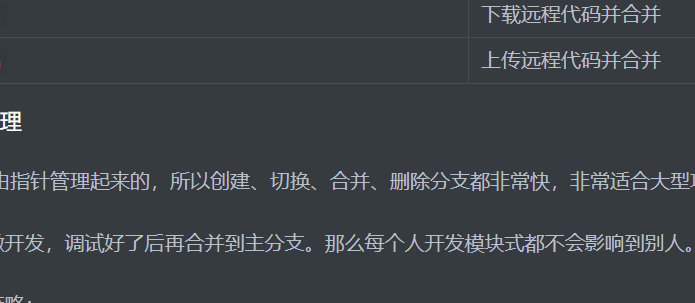 下载远程代码并合并
上传远程代码并合并
理
由指针管理起来的，所以创建、切换、合并、删除分支都非常快，非常适合大型
开发，调试好了后再合并到主分支。那么每个人开发模块式都不会影响到别人。